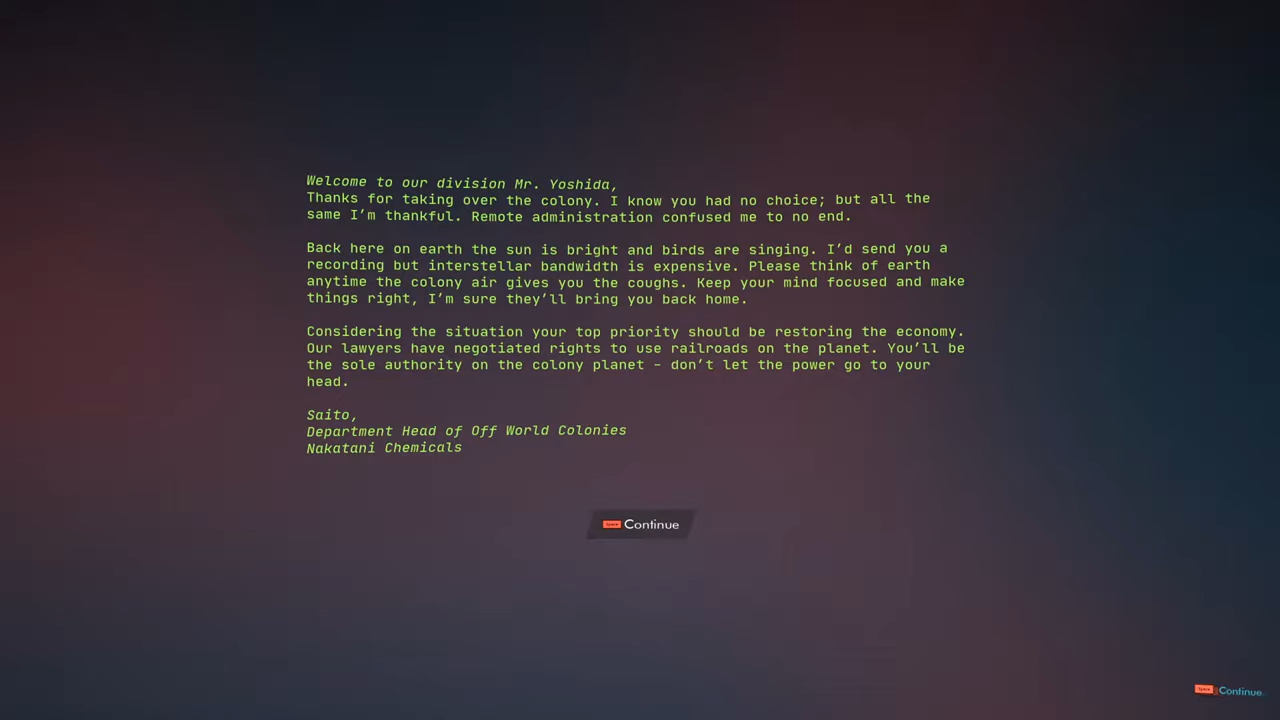 Welcome to our division Mr. Yoshida,
Thanks for taking over the colony. I know you had no choice; but all the
same I'm thankful. Remote administration confused me to no end.
Back here on earth the sun is bright and birds are singing. I'd send you a
recording but interstellar bandwidth is expensive. Please think of earth
anytime the colony air gives you the coughs. Keep your mind focused and make
things right, I'm sure they'll bring you back home.
Considering the situation your top priority should be restoring the economy.
Our lawyers have negotiated rights to use railroads on the planet. You'll be
the sole authority on the colony planet - don't let the power go to your
head.
Saito,
Department Head of Off World Colonies
Nakatani Chemicals
Space Continue
Space Continue